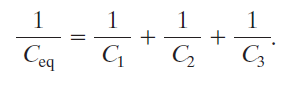 1/C_eq = 1/C_1 + 1/C_2 + 1/C_3.